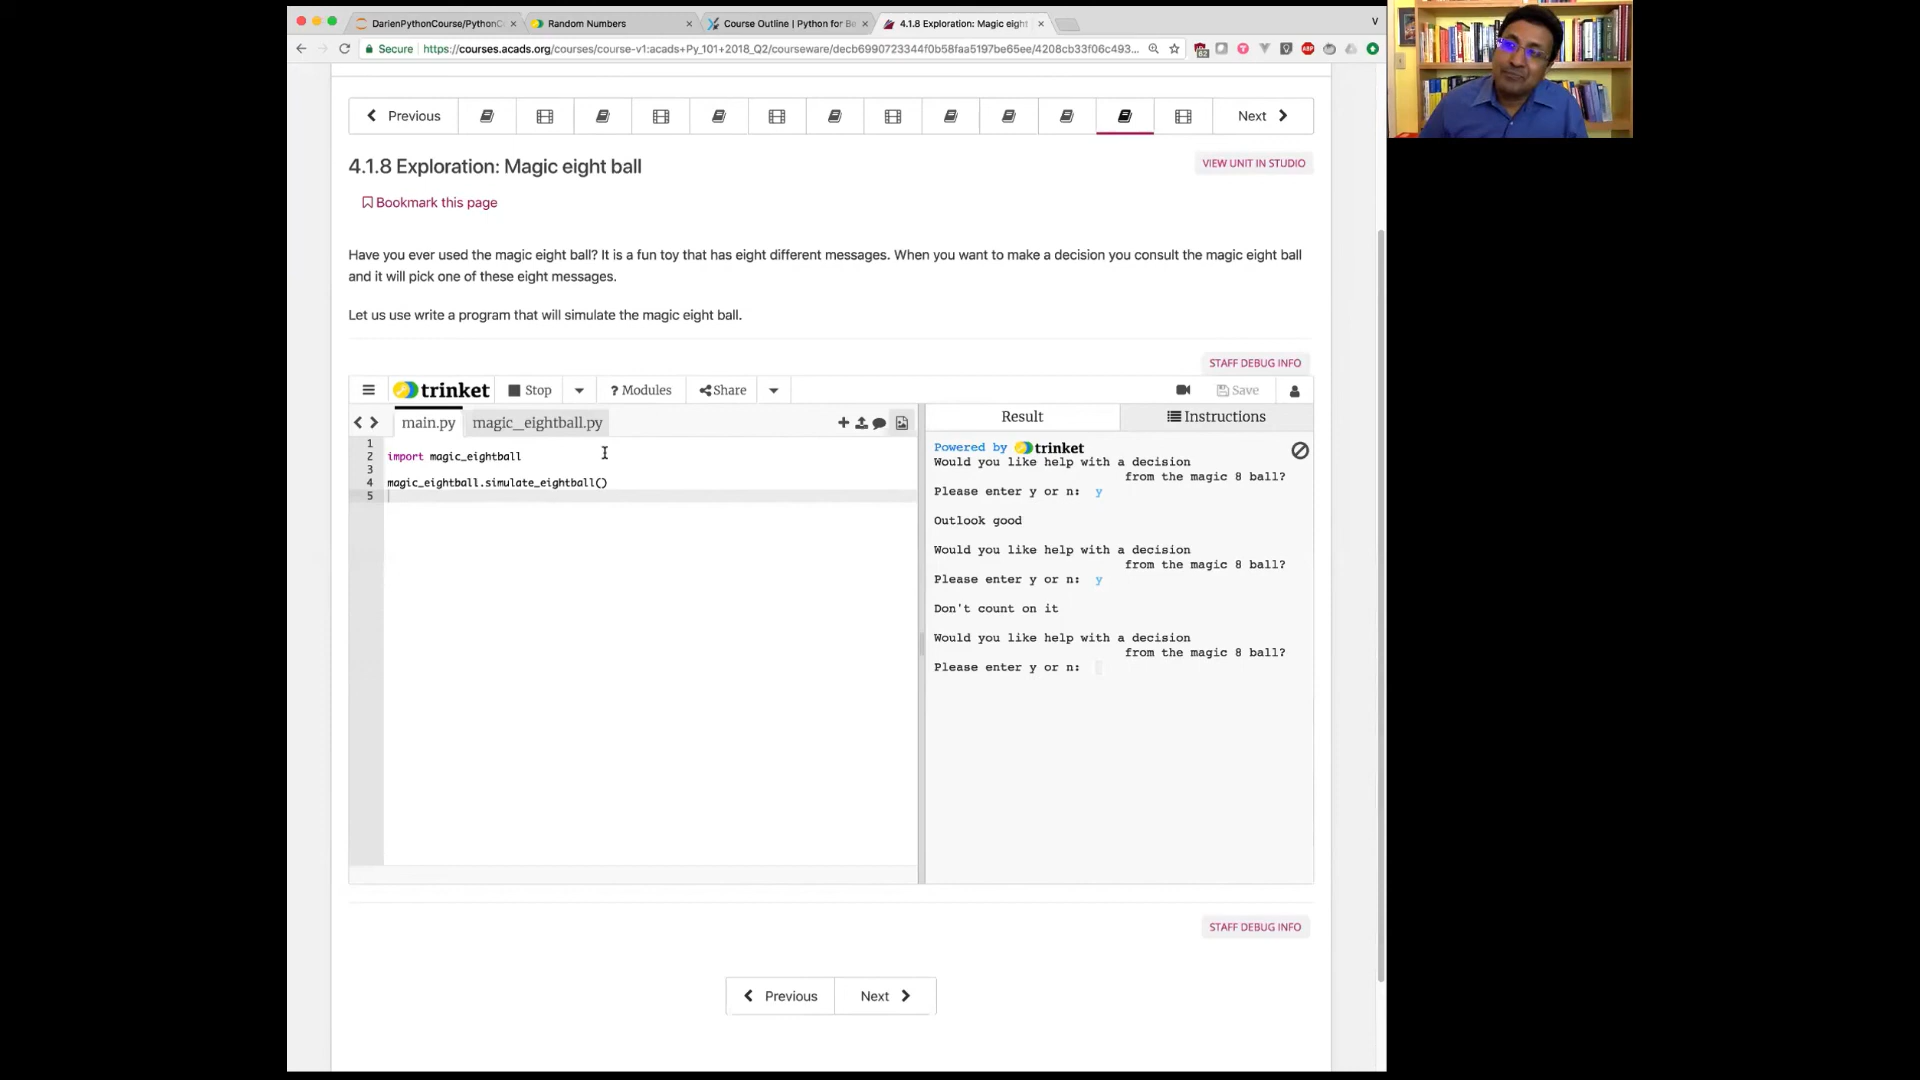 DarienPythonCourse/PythonC
Random Numbers
Course Outline | Python for Be
4.1.8 Exploration: Magic eight
Secure
https://courses.acads.org/courses/course-v1:acads+Py_101+2018_Q2/courseware/decb6990723344f0b58faa5197be65ee/4208cb33f06c493...
Previous
Next
4.1.8 Exploration: Magic eight ball
VIEW UNIT IN STUDIO
Bookmark this page
Have you ever used the magic eight ball? It is a fun toy that has eight different messages. When you want to make a decision you consult the magic eight ball
and it will pick one of these eight messages.
Let us use write a program that will simulate the magic eight ball.
STAFF DEBUG INFO
trinket
Stop
? Modules
Share
Save
main.py
magic_eightball.py
Result
Instructions
1
2 import magic_eightball
3
4 magic_eightball.simulate_eightball()
5
Powered by trinket
Would you like help with a decision
from the magic 8 ball?
Please enter y or n: y
Outlook good
Would you like help with a decision
from the magic 8 ball?
Please enter y or n: y
Don't count on it
Would you like help with a decision
from the magic 8 ball?
Please enter y or n:
STAFF DEBUG INFO
Previous
Next